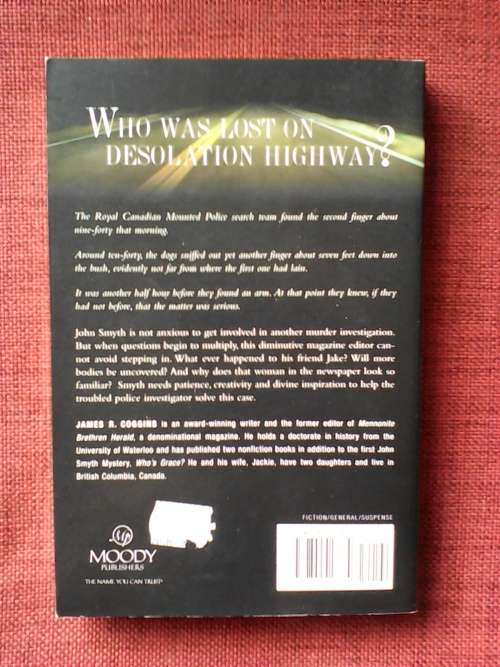 WHO WAS LOST ON
DESOLATION HIGHWAY?
The Royal Canadian Mounted Police search team found the second finger about
nine-forty that morning.
Around ten-forty, the dogs sniffed out yet another finger about seven feet down into
the bush, evidently not far from where the first one had lain.
It was another half hour before they found an arm. At that point they knew, if they
had not before, that the matter was serious.
John Smyth is not anxious to get involved in another murder investigation.
But when questions begin to multiply, this diminutive magazine editor can-
not avoid stepping in. What ever happened to his friend Jake? Will more
bodies be uncovered? And why does that woman in the newspaper look so
familiar? Smyth needs patience, creativity and divine inspiration to help the
troubled police investigator solve this case.
JAMES R. COGGINS is an award-winning writer and the former editor of Mennonite
Brethren Herald, a denominational magazine. He holds a doctorate in history from the
University of Waterloo and has published two nonfiction books in addition to the first John
Smyth Mystery, Who's Grace? He and his wife, Jackie, have two daughters and live in
British Columbia, Canada.
FICTION/GENERAL/SUSPENSE
MP
MOODY
PUBLISHERS
THE NAME YOU CAN TRUST®